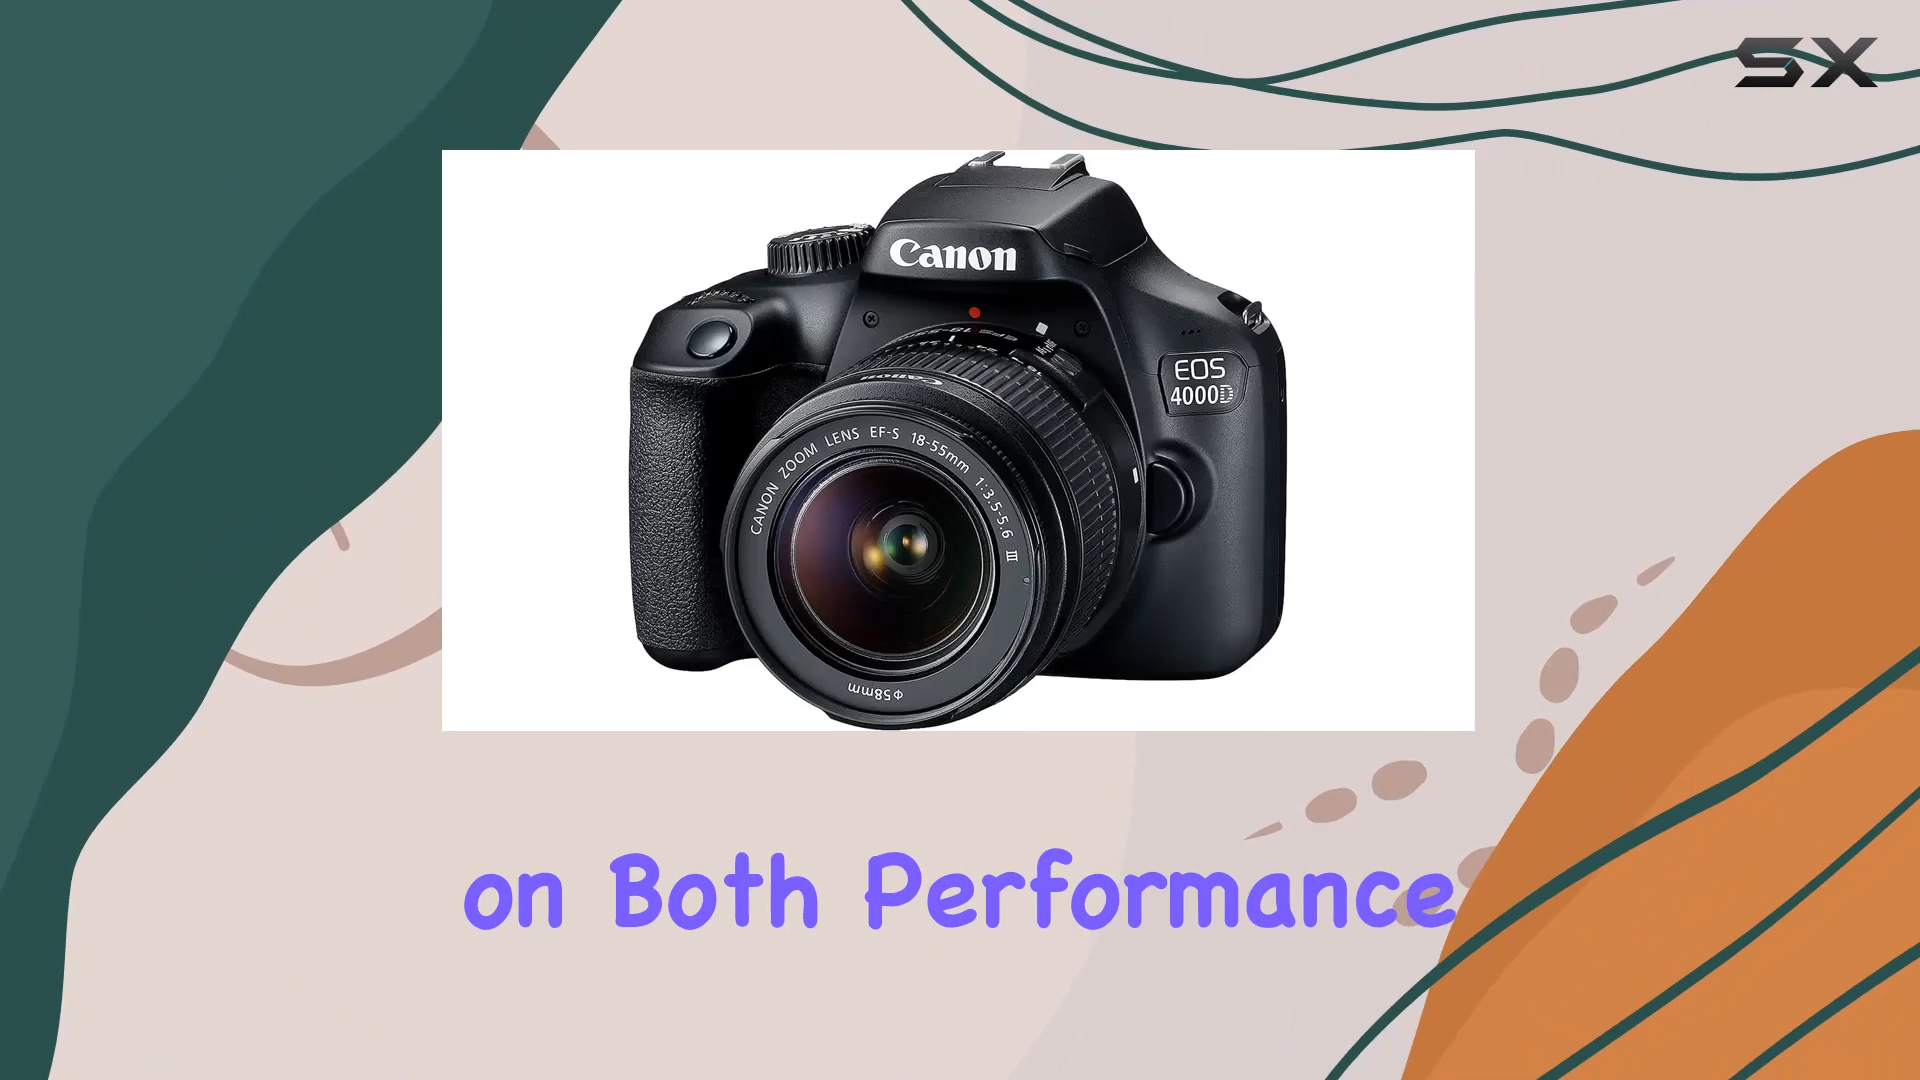 SX
Canon
EOS
4000D
CANON ZOOM LENS EF-S 18-55mm 1:3.5-5.6 III
Canon
Φ58mm
on Both Performance